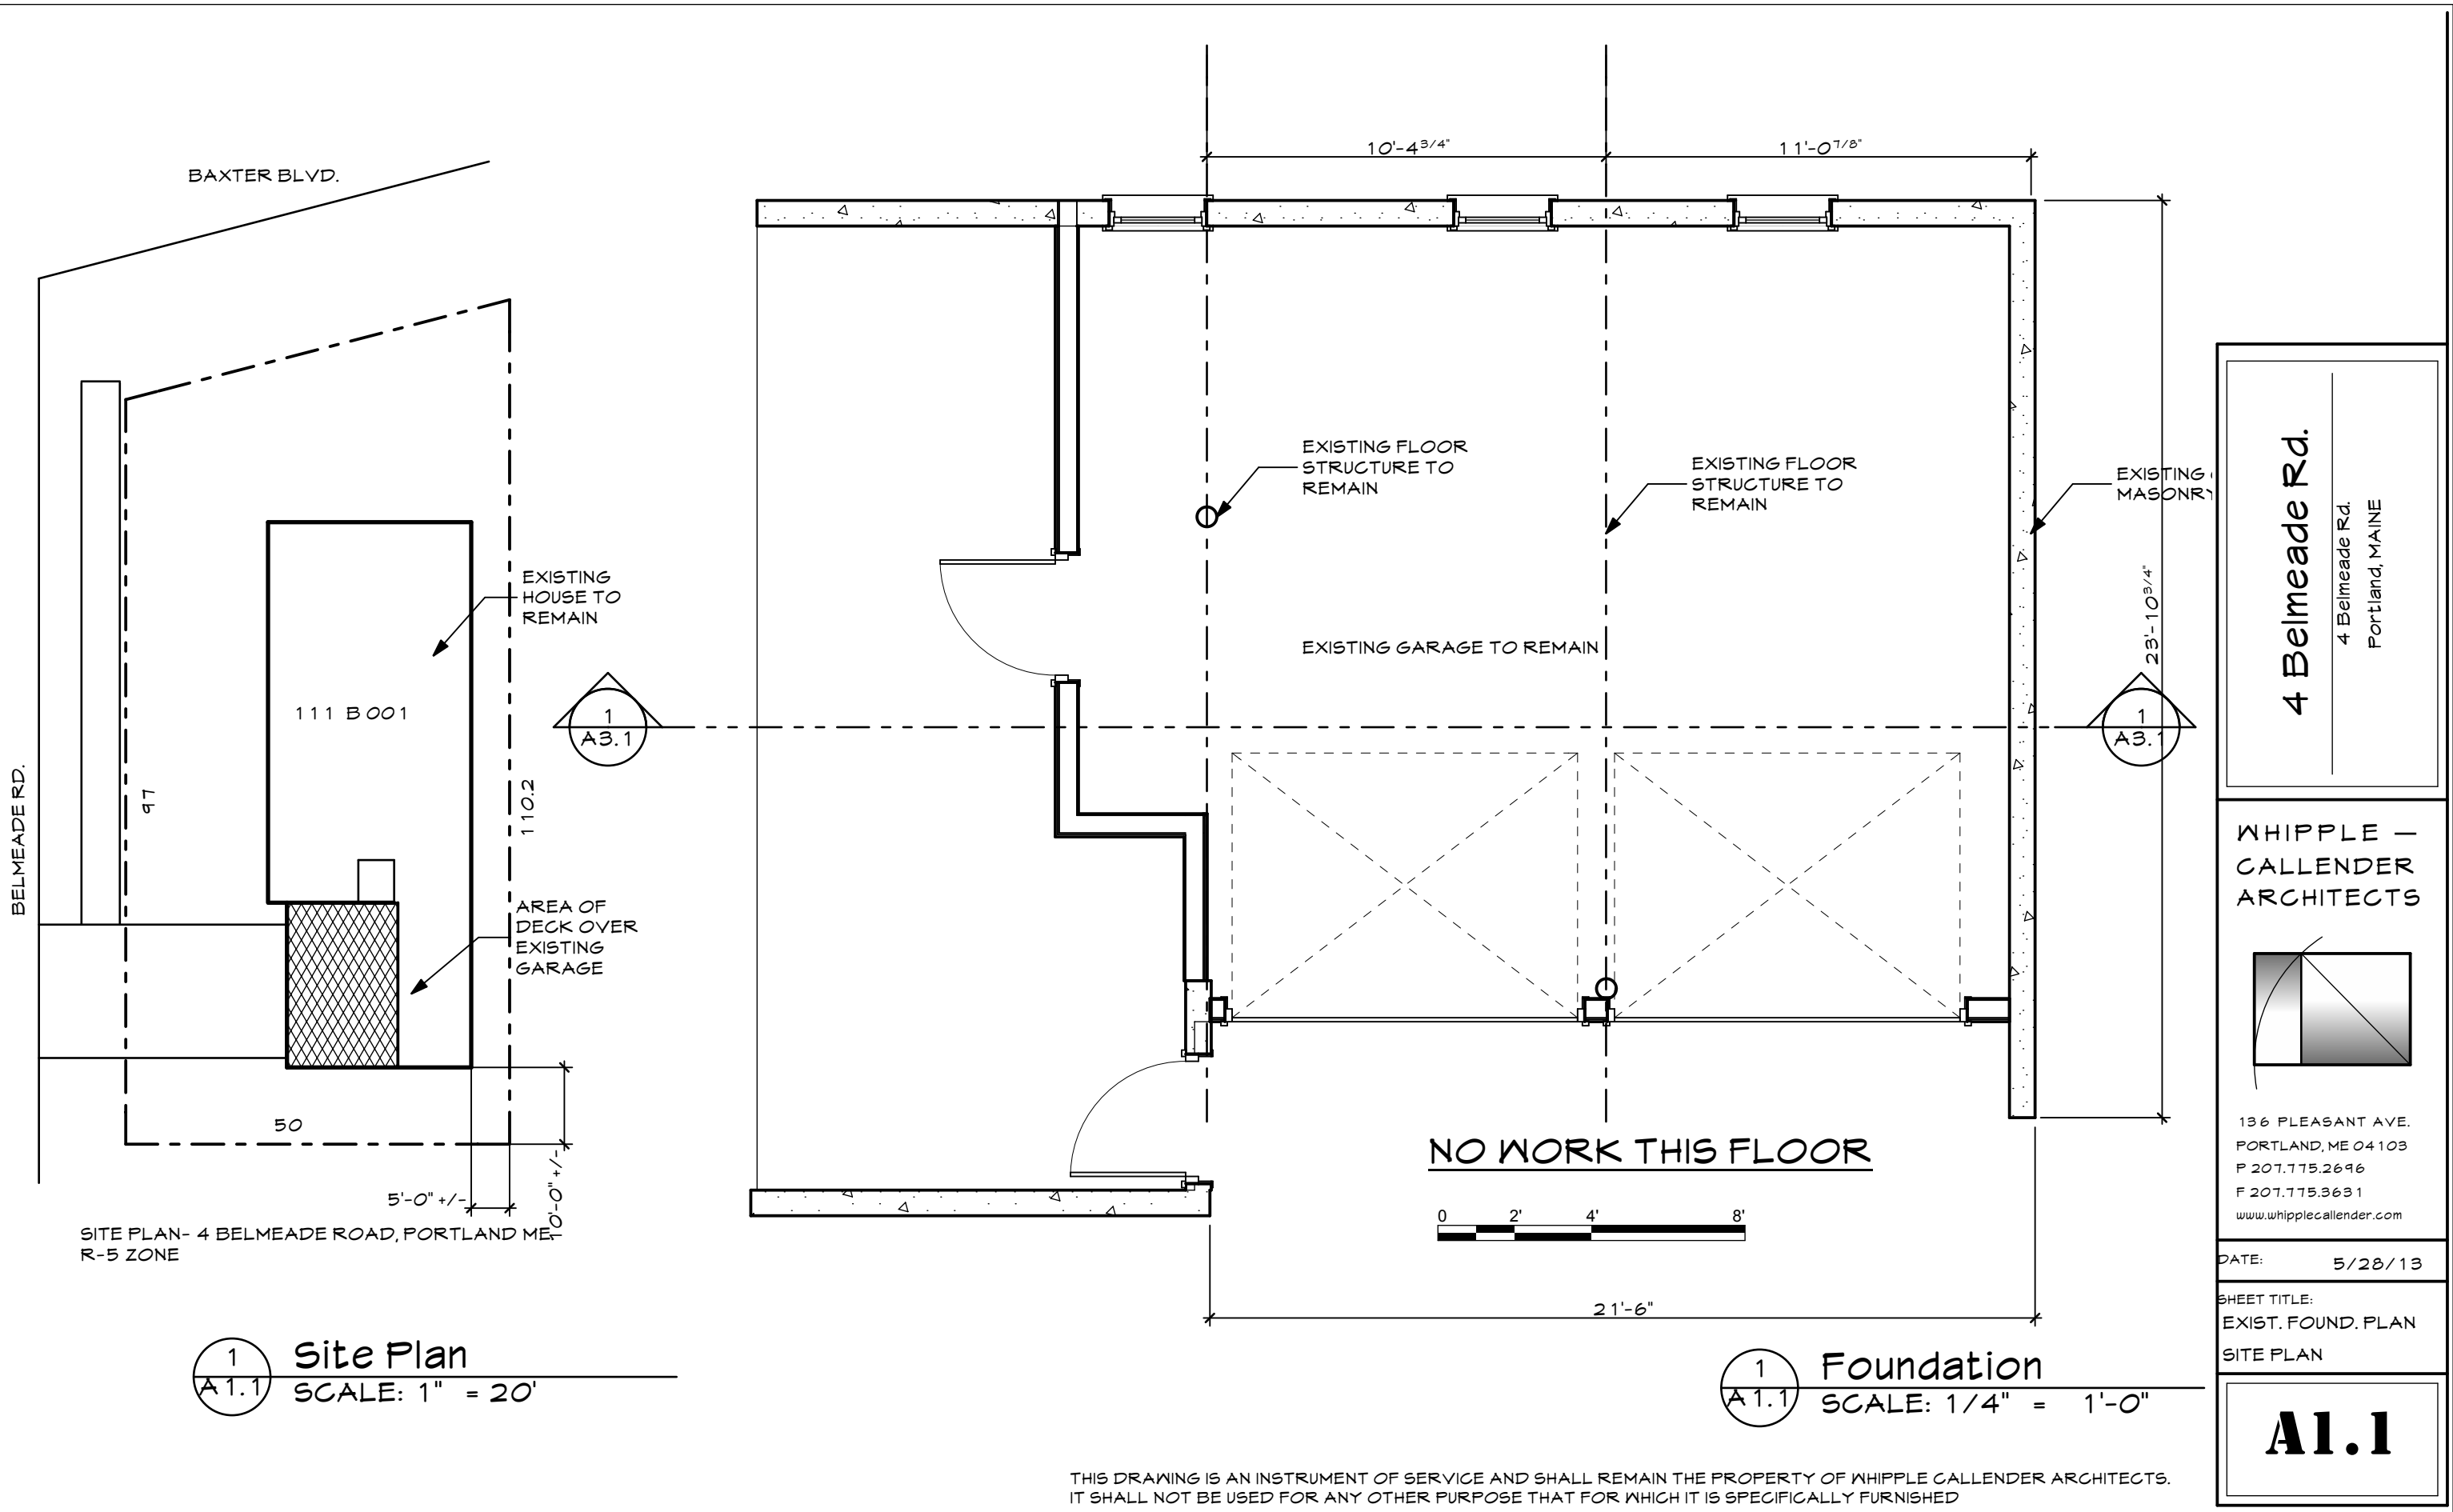 BAXTER BLVD.
BELMEADE RD.
97
110.2
50
EXISTING
HOUSE TO
REMAIN
111 B 001
AREA OF
DECK OVER
EXISTING
GARAGE
5'-0" +/-
10'-0" +/-
SITE PLAN- 4 BELMEADE ROAD, PORTLAND ME
R-5 ZONE
1
A1.1
Site Plan
SCALE: 1" = 20'
10'-4 3/4"
11'-0 7/8"
EXISTING FLOOR
STRUCTURE TO
REMAIN
EXISTING FLOOR
STRUCTURE TO
REMAIN
EXISTING
MASONRY
23'-10 3/4"
EXISTING GARAGE TO REMAIN
1
A3.1
1
A3.1
NO WORK THIS FLOOR
0 2' 4' 8'
21'-6"
1
A1.1
Foundation
SCALE: 1/4" = 1'-0"
THIS DRAWING IS AN INSTRUMENT OF SERVICE AND SHALL REMAIN THE PROPERTY OF WHIPPLE CALLENDER ARCHITECTS.
IT SHALL NOT BE USED FOR ANY OTHER PURPOSE THAT FOR WHICH IT IS SPECIFICALLY FURNISHED
4 Belmeade Rd.
4 Belmeade Rd.
Portland, MAINE
WHIPPLE —
CALLENDER
ARCHITECTS
136 PLEASANT AVE.
PORTLAND, ME 04103
P 207.775.2696
F 207.775.3631
www.whipplecallender.com
DATE: 5/28/13
SHEET TITLE:
EXIST. FOUND. PLAN
SITE PLAN
A1.1